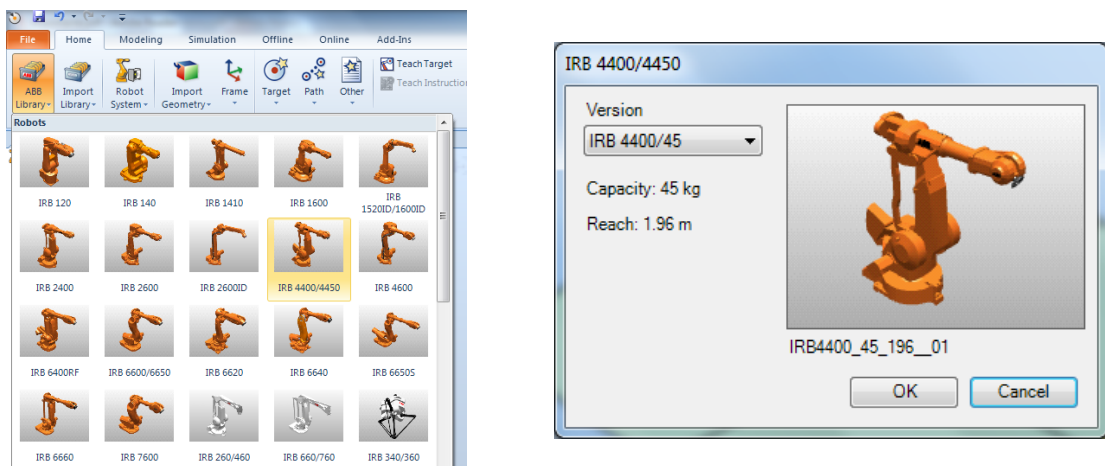 File Home Modeling Simulation Offline Online Add-Ins
ABB Library
Import Library
Robot System
Import Geometry
Frame
Target
Path
Other
Teach Target
Teach Instruction
Robots
IRB 120
IRB 140
IRB 1410
IRB 1600
IRB 1520ID/1600ID
IRB 2400
IRB 2600
IRB 2600ID
IRB 4400/4450
IRB 4600
IRB 6400RF
IRB 6600/6650
IRB 6620
IRB 6640
IRB 6650S
IRB 6660
IRB 7600
IRB 260/460
IRB 660/760
IRB 340/360
IRB 4400/4450
Version
IRB 4400/45
Capacity: 45 kg
Reach: 1.96 m
IRB4400_45_196__01
OK
Cancel